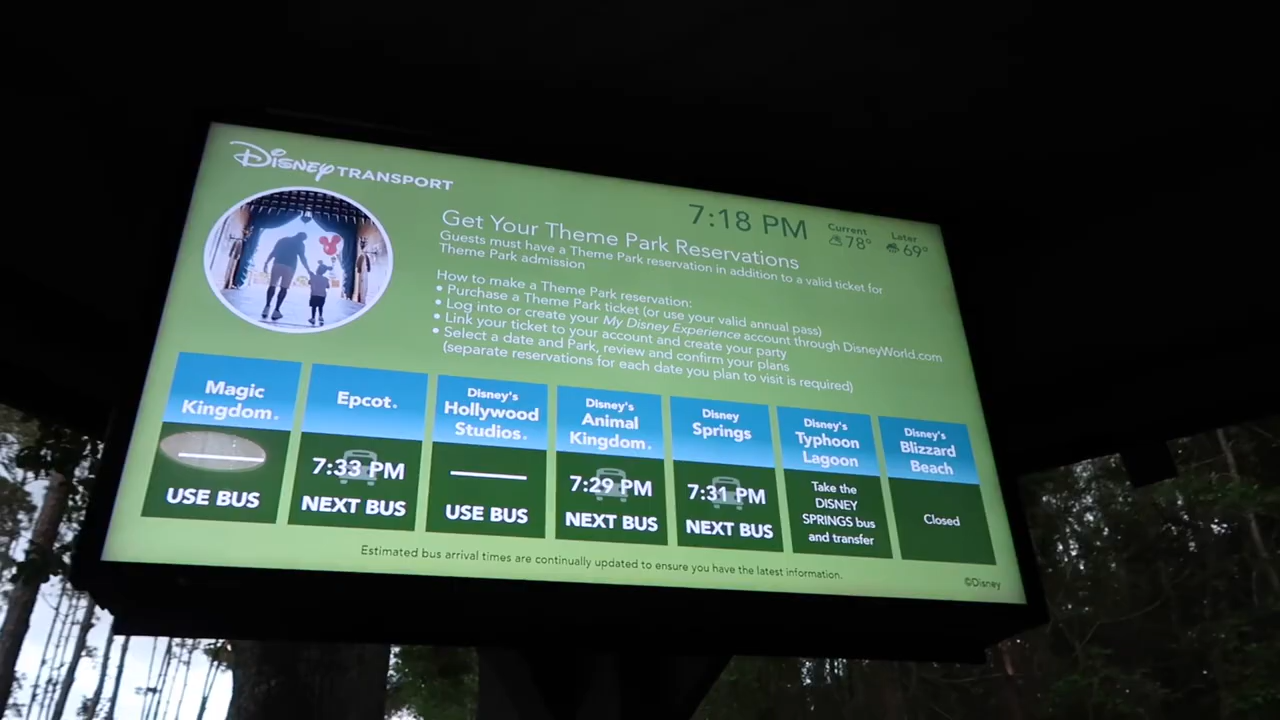 Disney TRANSPORT
7:18 PM
Current
78°
Later
69°
Get Your Theme Park Reservations
Guests must have a Theme Park reservation in addition to a valid ticket for
Theme Park admission
How to make a Theme Park reservation:
• Purchase a Theme Park ticket (or use your valid annual pass)
• Log into or create your My Disney Experience account through DisneyWorld.com
• Link your ticket to your account and create your party
• Select a date and Park, review and confirm your plans
(separate reservations for each date you plan to visit is required)
Magic
Kingdom.
USE BUS
Epcot.
7:33 PM
NEXT BUS
Disney's
Hollywood
Studios.
USE BUS
Disney's
Animal
Kingdom.
7:29 PM
NEXT BUS
Disney
Springs
7:31 PM
NEXT BUS
Disney's
Typhoon
Lagoon
Take the
DISNEY
SPRINGS bus
and transfer
Disney's
Blizzard
Beach
Closed
Estimated bus arrival times are continually updated to ensure you have the latest information.
©Disney